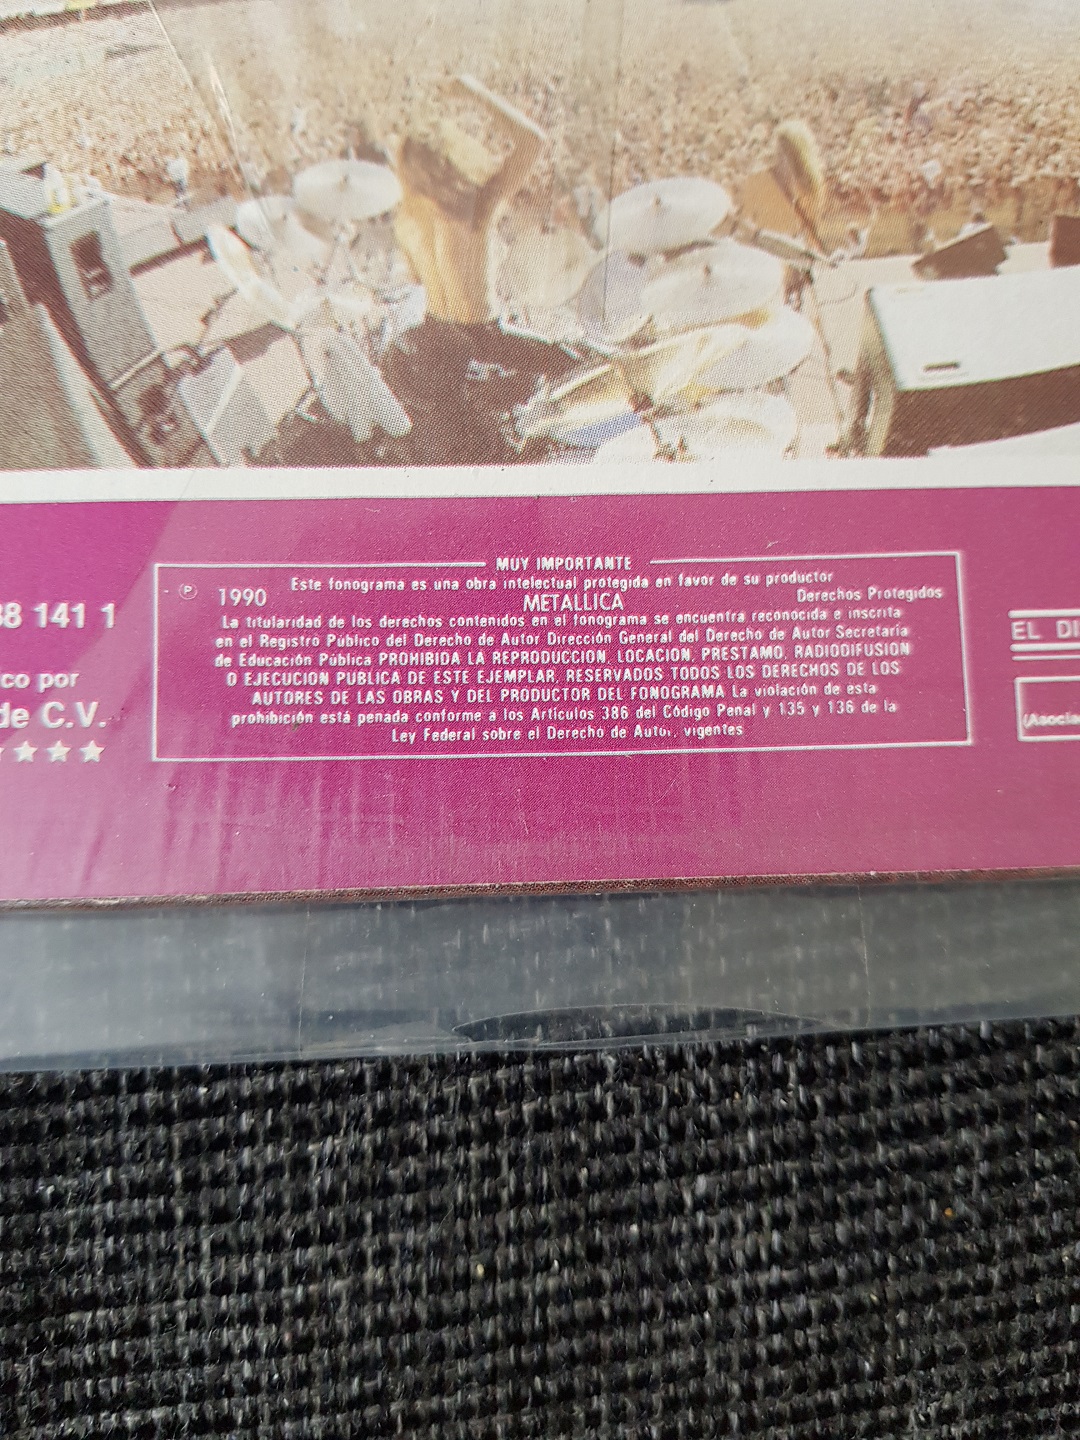 MUY IMPORTANTE
Este fonograma es una obra intelectual protegida en favor de su productor
Ⓟ 1990 METALLICA Derechos Protegidos
La titularidad de los derechos contenidos en el fonograma se encuentra reconocida e inscrita
en el Registro Público del Derecho de Autor Dirección General del Derecho de Autor Secretaría
de Educación Pública PROHIBIDA LA REPRODUCCION, LOCACION, PRESTAMO, RADIODIFUSION
O EJECUCION PUBLICA DE ESTE EJEMPLAR, RESERVADOS TODOS LOS DERECHOS DE LOS
AUTORES DE LAS OBRAS Y DEL PRODUCTOR DEL FONOGRAMA La violación de esta
prohibición está penada conforme a los Artículos 386 del Código Penal y 135 y 136 de la
Ley Federal sobre el Derecho de Autor, vigentes
38 141 1
co por
de C.V.
★ ★ ★ ★
EL DI
(Asocia